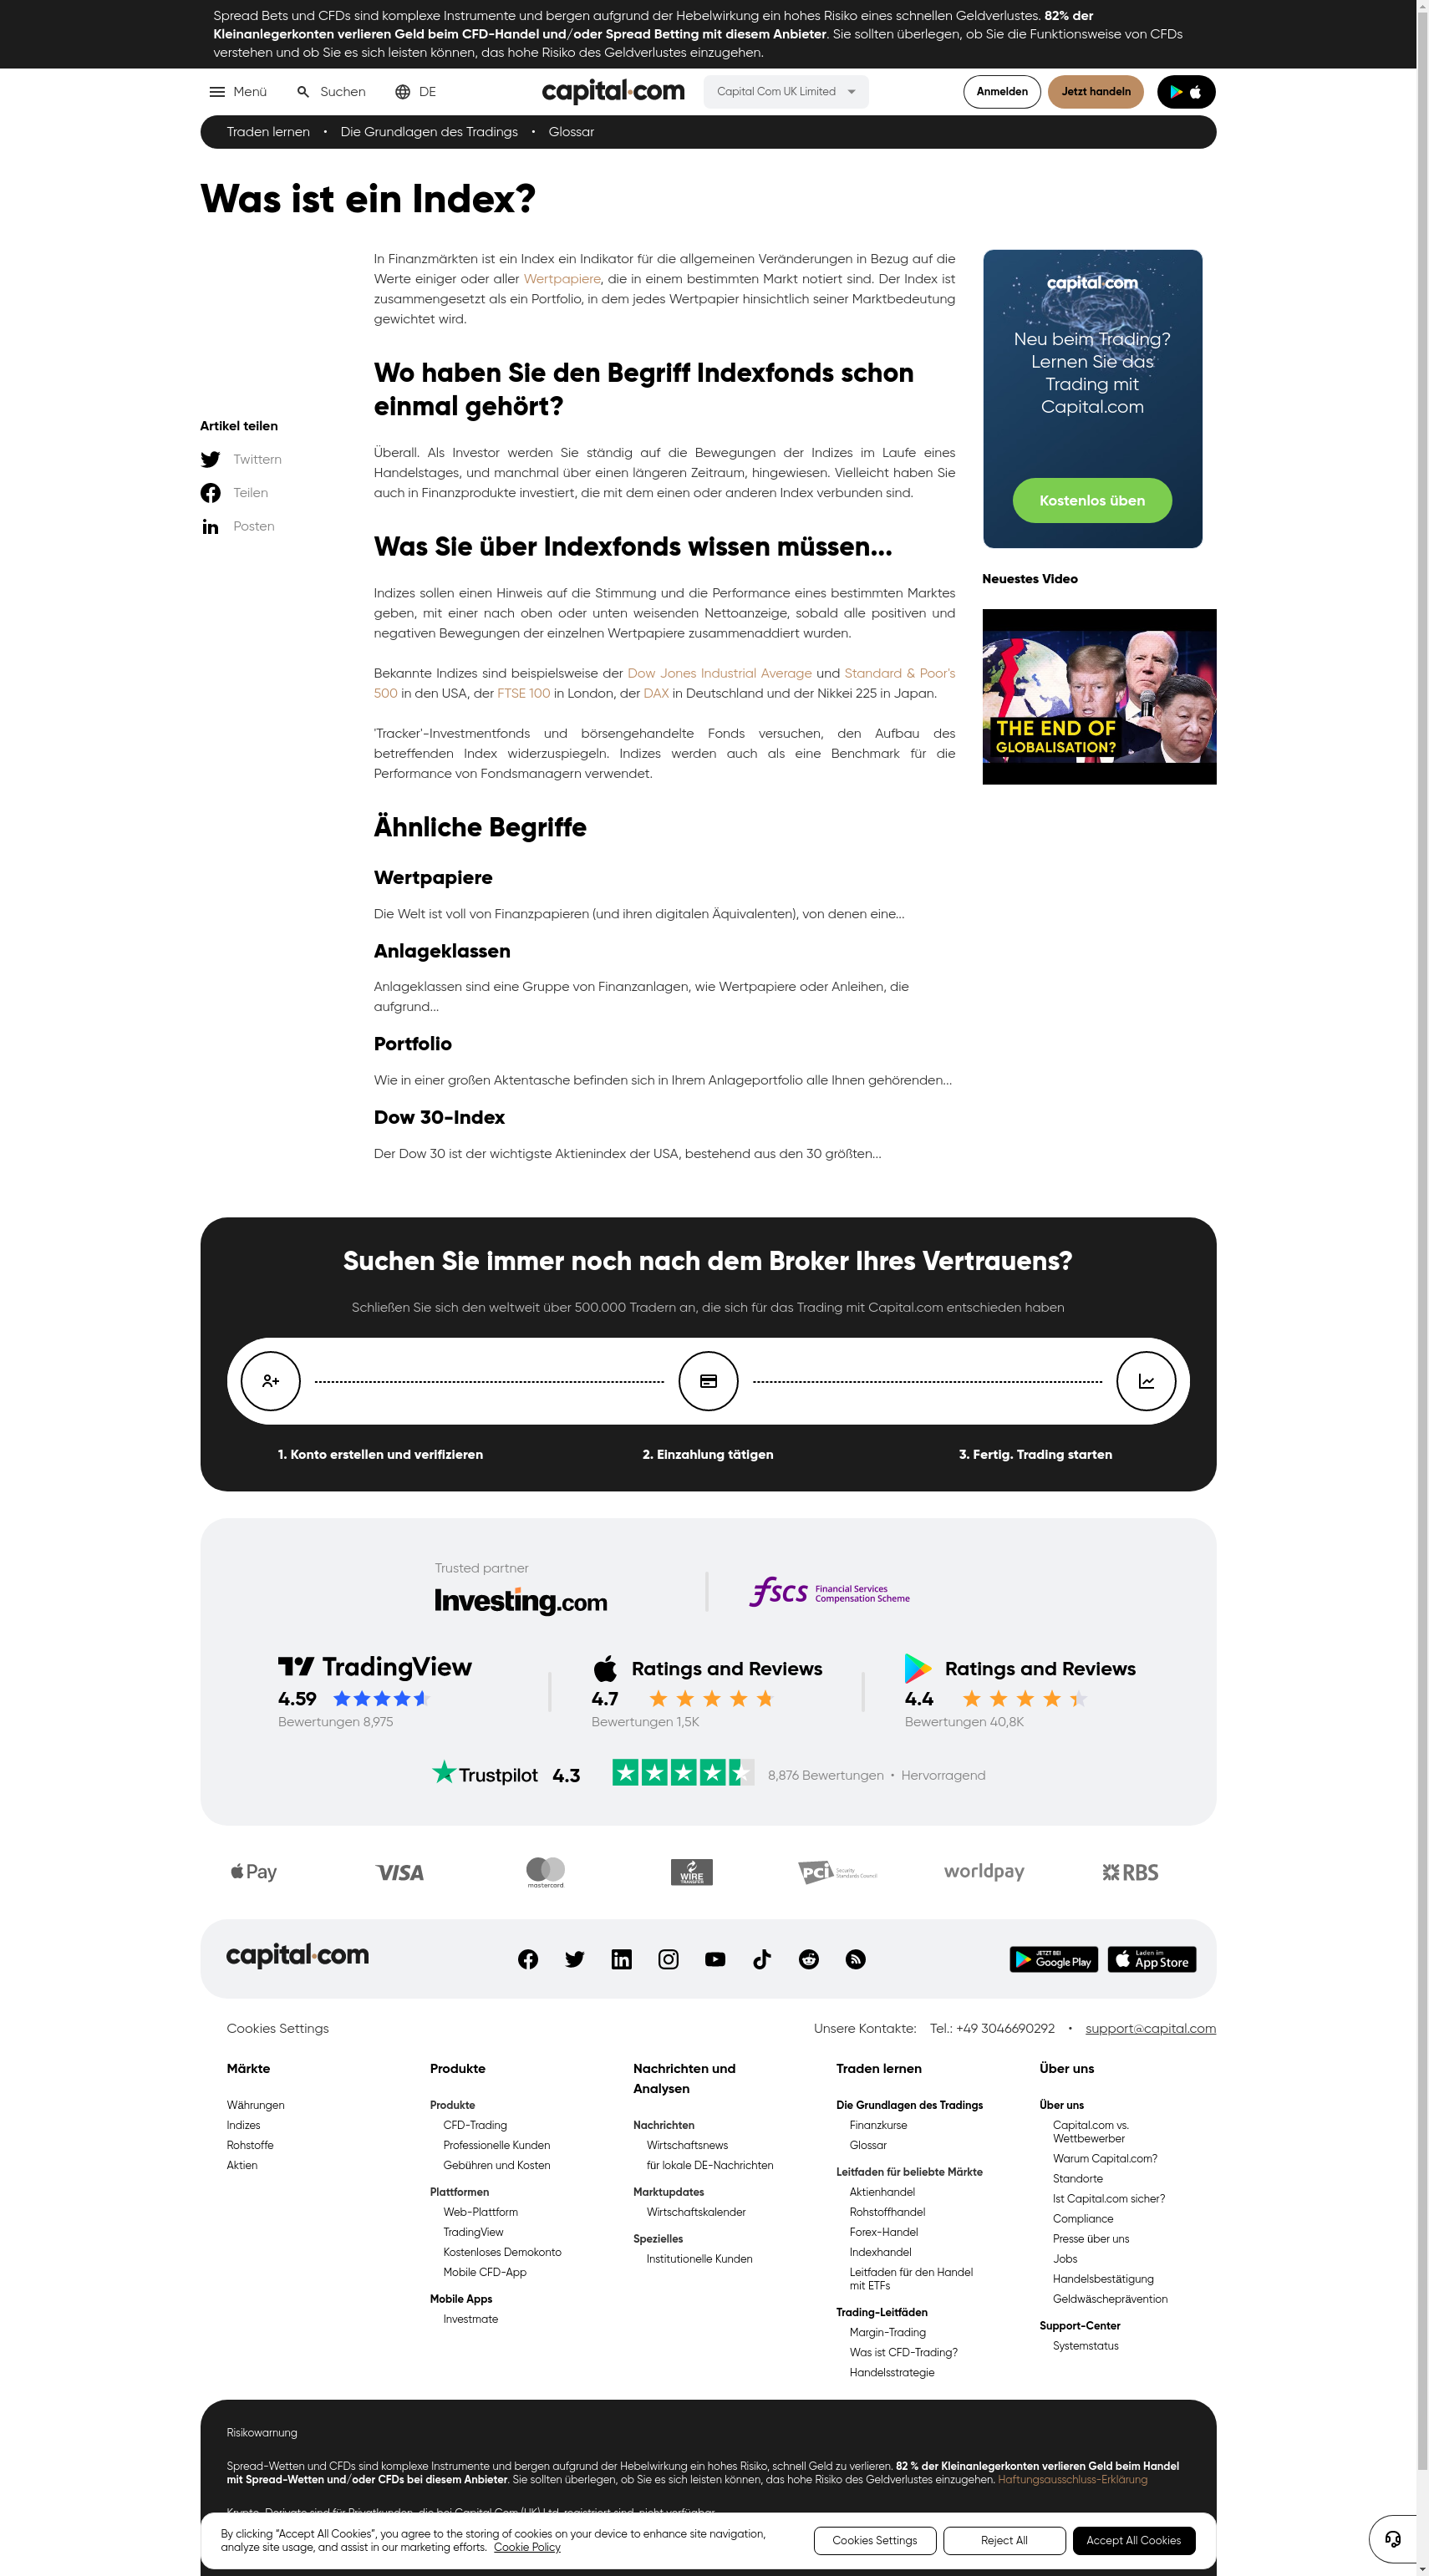 Spread Bets und CFDs sind komplexe Instrumente und bergen aufgrund der Hebelwirkung ein hohes Risiko eines schnellen Geldverlustes. 82% der
Kleinanlegerkonten verlieren Geld beim CFD-Handel und/oder Spread Betting mit diesem Anbieter. Sie sollten überlegen, ob Sie die Funktionsweise von CFDs
verstehen und ob Sie es sich leisten können, das hohe Risiko des Geldverlustes einzugehen.
Menü Suchen DE capital.com Capital Com UK Limited Anmelden Jetzt handeln
Traden lernen • Die Grundlagen des Tradings • Glossar
Was ist ein Index?
In Finanzmärkten ist ein Index ein Indikator für die allgemeinen Veränderungen in Bezug auf die
Werte einiger oder aller Wertpapiere, die in einem bestimmten Markt notiert sind. Der Index ist
zusammengesetzt als ein Portfolio, in dem jedes Wertpapier hinsichtlich seiner Marktbedeutung
gewichtet wird.
Wo haben Sie den Begriff Indexfonds schon
einmal gehört?
Artikel teilen
Twittern
Teilen
Posten
Überall. Als Investor werden Sie ständig auf die Bewegungen der Indizes im Laufe eines
Handelstages, und manchmal über einen längeren Zeitraum, hingewiesen. Vielleicht haben Sie
auch in Finanzprodukte investiert, die mit dem einen oder anderen Index verbunden sind.
Was Sie über Indexfonds wissen müssen...
Indizes sollen einen Hinweis auf die Stimmung und die Performance eines bestimmten Marktes
geben, mit einer nach oben oder unten weisenden Nettoanzeige, sobald alle positiven und
negativen Bewegungen der einzelnen Wertpapiere zusammenaddiert wurden.
Bekannte Indizes sind beispielsweise der Dow Jones Industrial Average und Standard & Poor's
500 in den USA, der FTSE 100 in London, der DAX in Deutschland und der Nikkei 225 in Japan.
'Tracker'-Investmentfonds und börsengehandelte Fonds versuchen, den Aufbau des
betreffenden Index widerzuspiegeln. Indizes werden auch als eine Benchmark für die
Performance von Fondsmanagern verwendet.
capital.com
Neu beim Trading?
Lernen Sie das
Trading mit
Capital.com
Kostenlos üben
Neuestes Video
THE END OF
GLOBALISATION?
Ähnliche Begriffe
Wertpapiere
Die Welt ist voll von Finanzpapieren (und ihren digitalen Äquivalenten), von denen eine...
Anlageklassen
Anlageklassen sind eine Gruppe von Finanzanlagen, wie Wertpapiere oder Anleihen, die
aufgrund...
Portfolio
Wie in einer großen Aktentasche befinden sich in Ihrem Anlageportfolio alle Ihnen gehörenden...
Dow 30-Index
Der Dow 30 ist der wichtigste Aktienindex der USA, bestehend aus den 30 größten...
Suchen Sie immer noch nach dem Broker Ihres Vertrauens?
Schließen Sie sich den weltweit über 500.000 Tradern an, die sich für das Trading mit Capital.com entschieden haben
1. Konto erstellen und verifizieren 2. Einzahlung tätigen 3. Fertig. Trading starten
Trusted partner
Investing.com
fscs Financial Services
Compensation Scheme
TradingView
4.59
Bewertungen 8,975
Ratings and Reviews
4.7
Bewertungen 1,5K
Ratings and Reviews
4.4
Bewertungen 40,8K
Trustpilot 4.3 8,876 Bewertungen • Hervorragend
Pay VISA mastercard WIRE TRANSFER PCI Security Standards Council worldpay RBS
capital.com
JETZT BEI Google Play
Laden im App Store
Cookies Settings
Unsere Kontakte: Tel.: +49 3046690292 • support@capital.com
Märkte
Währungen
Indizes
Rohstoffe
Aktien
Produkte
Produkte
CFD-Trading
Professionelle Kunden
Gebühren und Kosten
Plattformen
Web-Plattform
TradingView
Kostenloses Demokonto
Mobile CFD-App
Mobile Apps
Investmate
Nachrichten und
Analysen
Nachrichten
Wirtschaftsnews
für lokale DE-Nachrichten
Marktupdates
Wirtschaftskalender
Spezielles
Institutionelle Kunden
Traden lernen
Die Grundlagen des Tradings
Finanzkurse
Glossar
Leitfaden für beliebte Märkte
Aktienhandel
Rohstoffhandel
Forex-Handel
Indexhandel
Leitfaden für den Handel
mit ETFs
Trading-Leitfäden
Margin-Trading
Was ist CFD-Trading?
Handelsstrategie
Über uns
Über uns
Capital.com vs.
Wettbewerber
Warum Capital.com?
Standorte
Ist Capital.com sicher?
Compliance
Presse über uns
Jobs
Handelsbestätigung
Geldwäscheprävention
Support-Center
Systemstatus
Risikowarnung
Spread-Wetten und CFDs sind komplexe Instrumente und bergen aufgrund der Hebelwirkung ein hohes Risiko, schnell Geld zu verlieren. 82 % der Kleinanlegerkonten verlieren Geld beim Handel
mit Spread-Wetten und/oder CFDs bei diesem Anbieter. Sie sollten überlegen, ob Sie es sich leisten können, das hohe Risiko des Geldverlustes einzugehen. Haftungsausschluss-Erklärung
Krypto-Derivate sind für Privatkunden, die bei Capital Com (UK) Ltd. registriert sind, nicht verfügbar.
By clicking "Accept All Cookies", you agree to the storing of cookies on your device to enhance site navigation,
analyze site usage, and assist in our marketing efforts. Cookie Policy
Cookies Settings Reject All Accept All Cookies